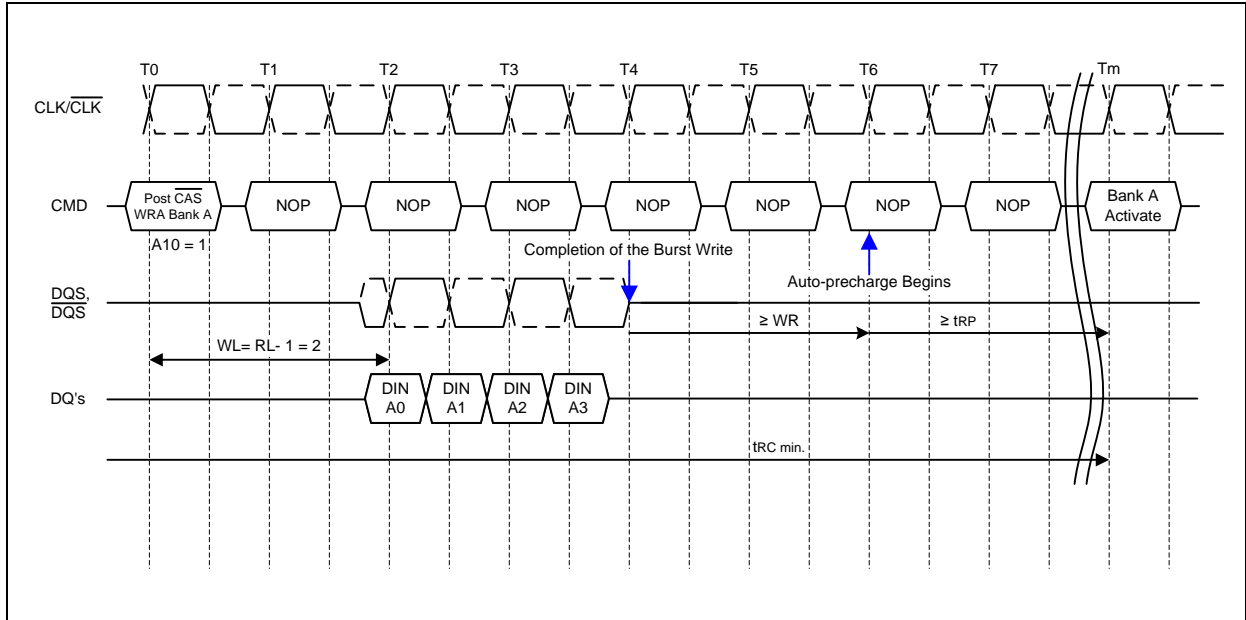 T0 T1 T2 T3 T4 T5 T6 T7 Tm
CLK/CLK
CMD
Post CAS
WRA Bank A
NOP NOP NOP NOP NOP NOP NOP
Bank A
Activate
A10 = 1
Completion of the Burst Write
Auto-precharge Begins
DQS,
DQS
≥ WR
≥ tRP
WL= RL- 1 = 2
DQ's
DIN
A0
DIN
A1
DIN
A2
DIN
A3
tRC min.